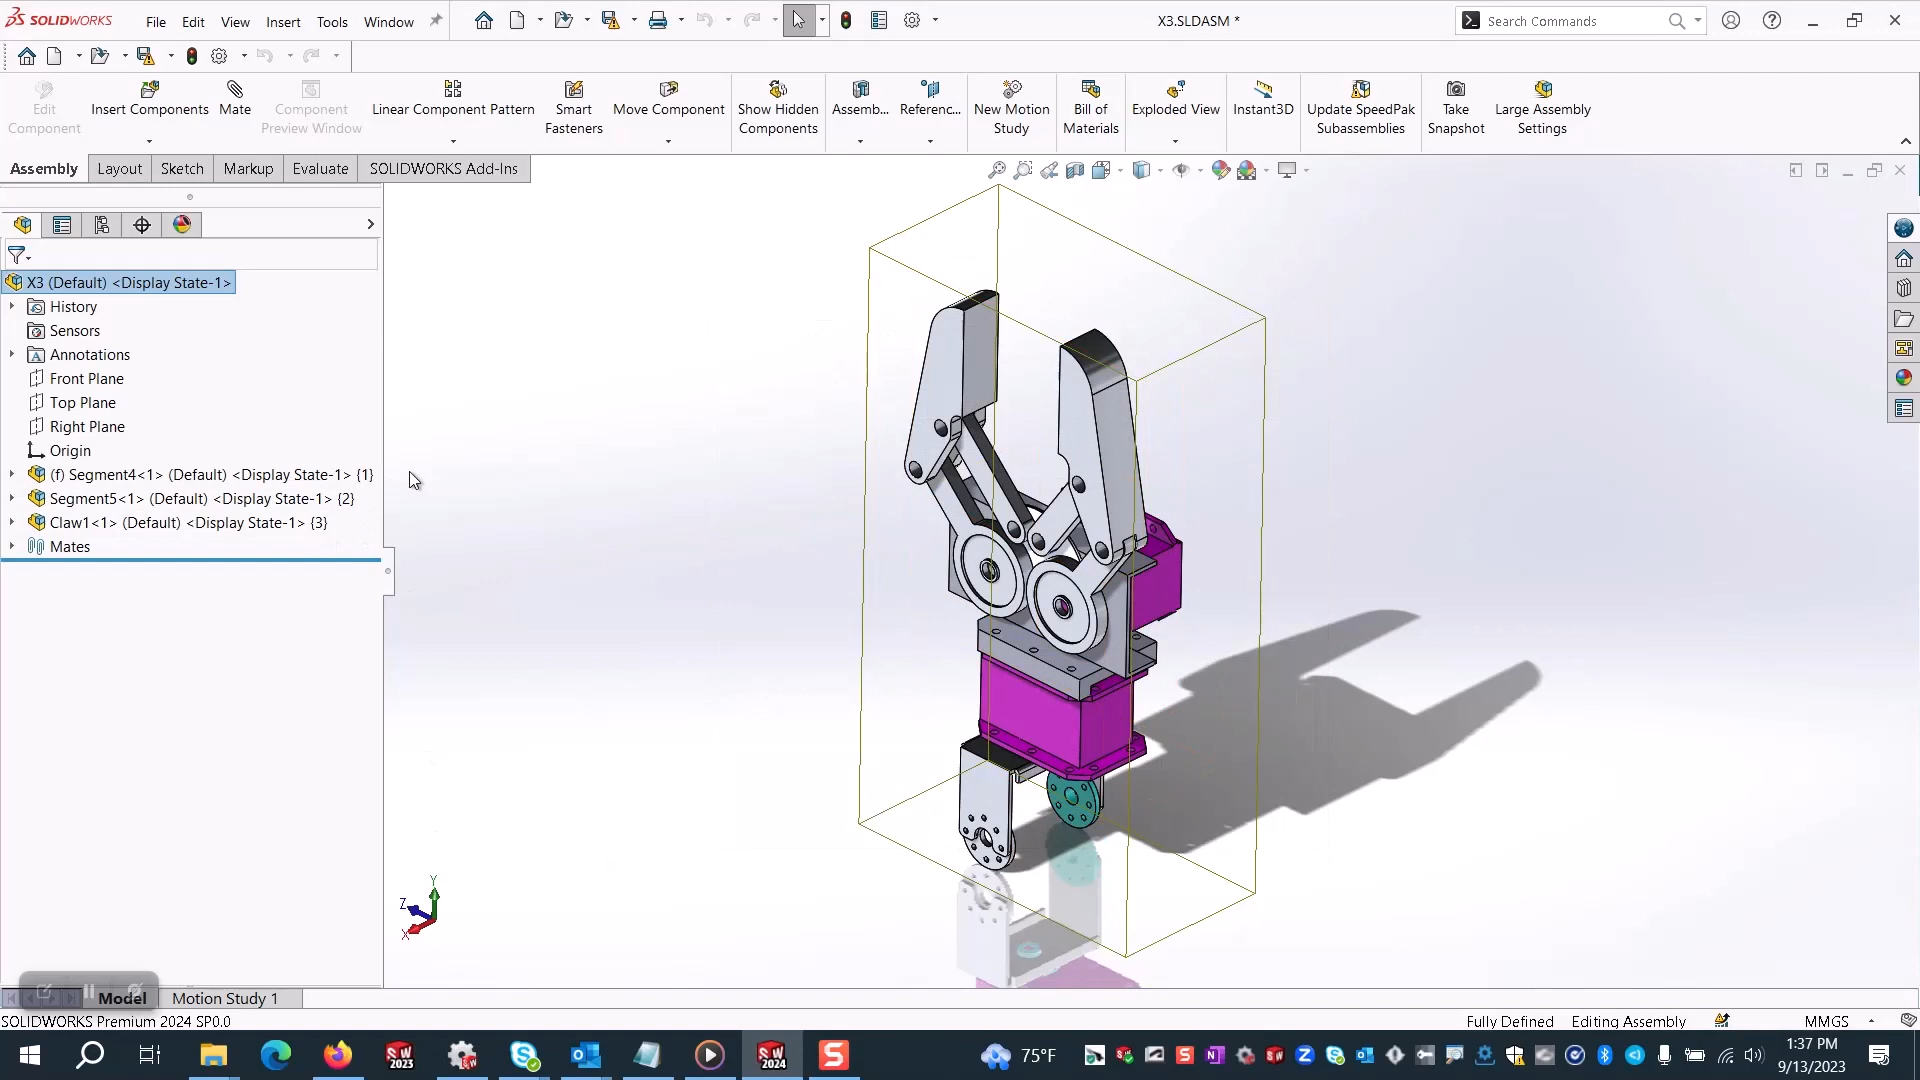 SOLIDWORKS File Edit View Insert Tools Window X3.SLDASM * Search Commands
Edit Component Insert Components Mate Component Preview Window Linear Component Pattern Smart Fasteners Move Component Show Hidden Components Assemb... Referenc... New Motion Study Bill of Materials Exploded View Instant3D Update SpeedPak Subassemblies Take Snapshot Large Assembly Settings
Assembly Layout Sketch Markup Evaluate SOLIDWORKS Add-Ins
X3 (Default) <Display State-1>
History
Sensors
Annotations
Front Plane
Top Plane
Right Plane
Origin
(f) Segment4<1> (Default) <Display State-1> {1}
Segment5<1> (Default) <Display State-1> {2}
Claw1<1> (Default) <Display State-1> {3}
Mates
Y
Z
X
Model Motion Study 1
SOLIDWORKS Premium 2024 SP0.0 Fully Defined Editing Assembly MMGS
SW 2023 SW 2024 S 75°F 1:37 PM
9/13/2023